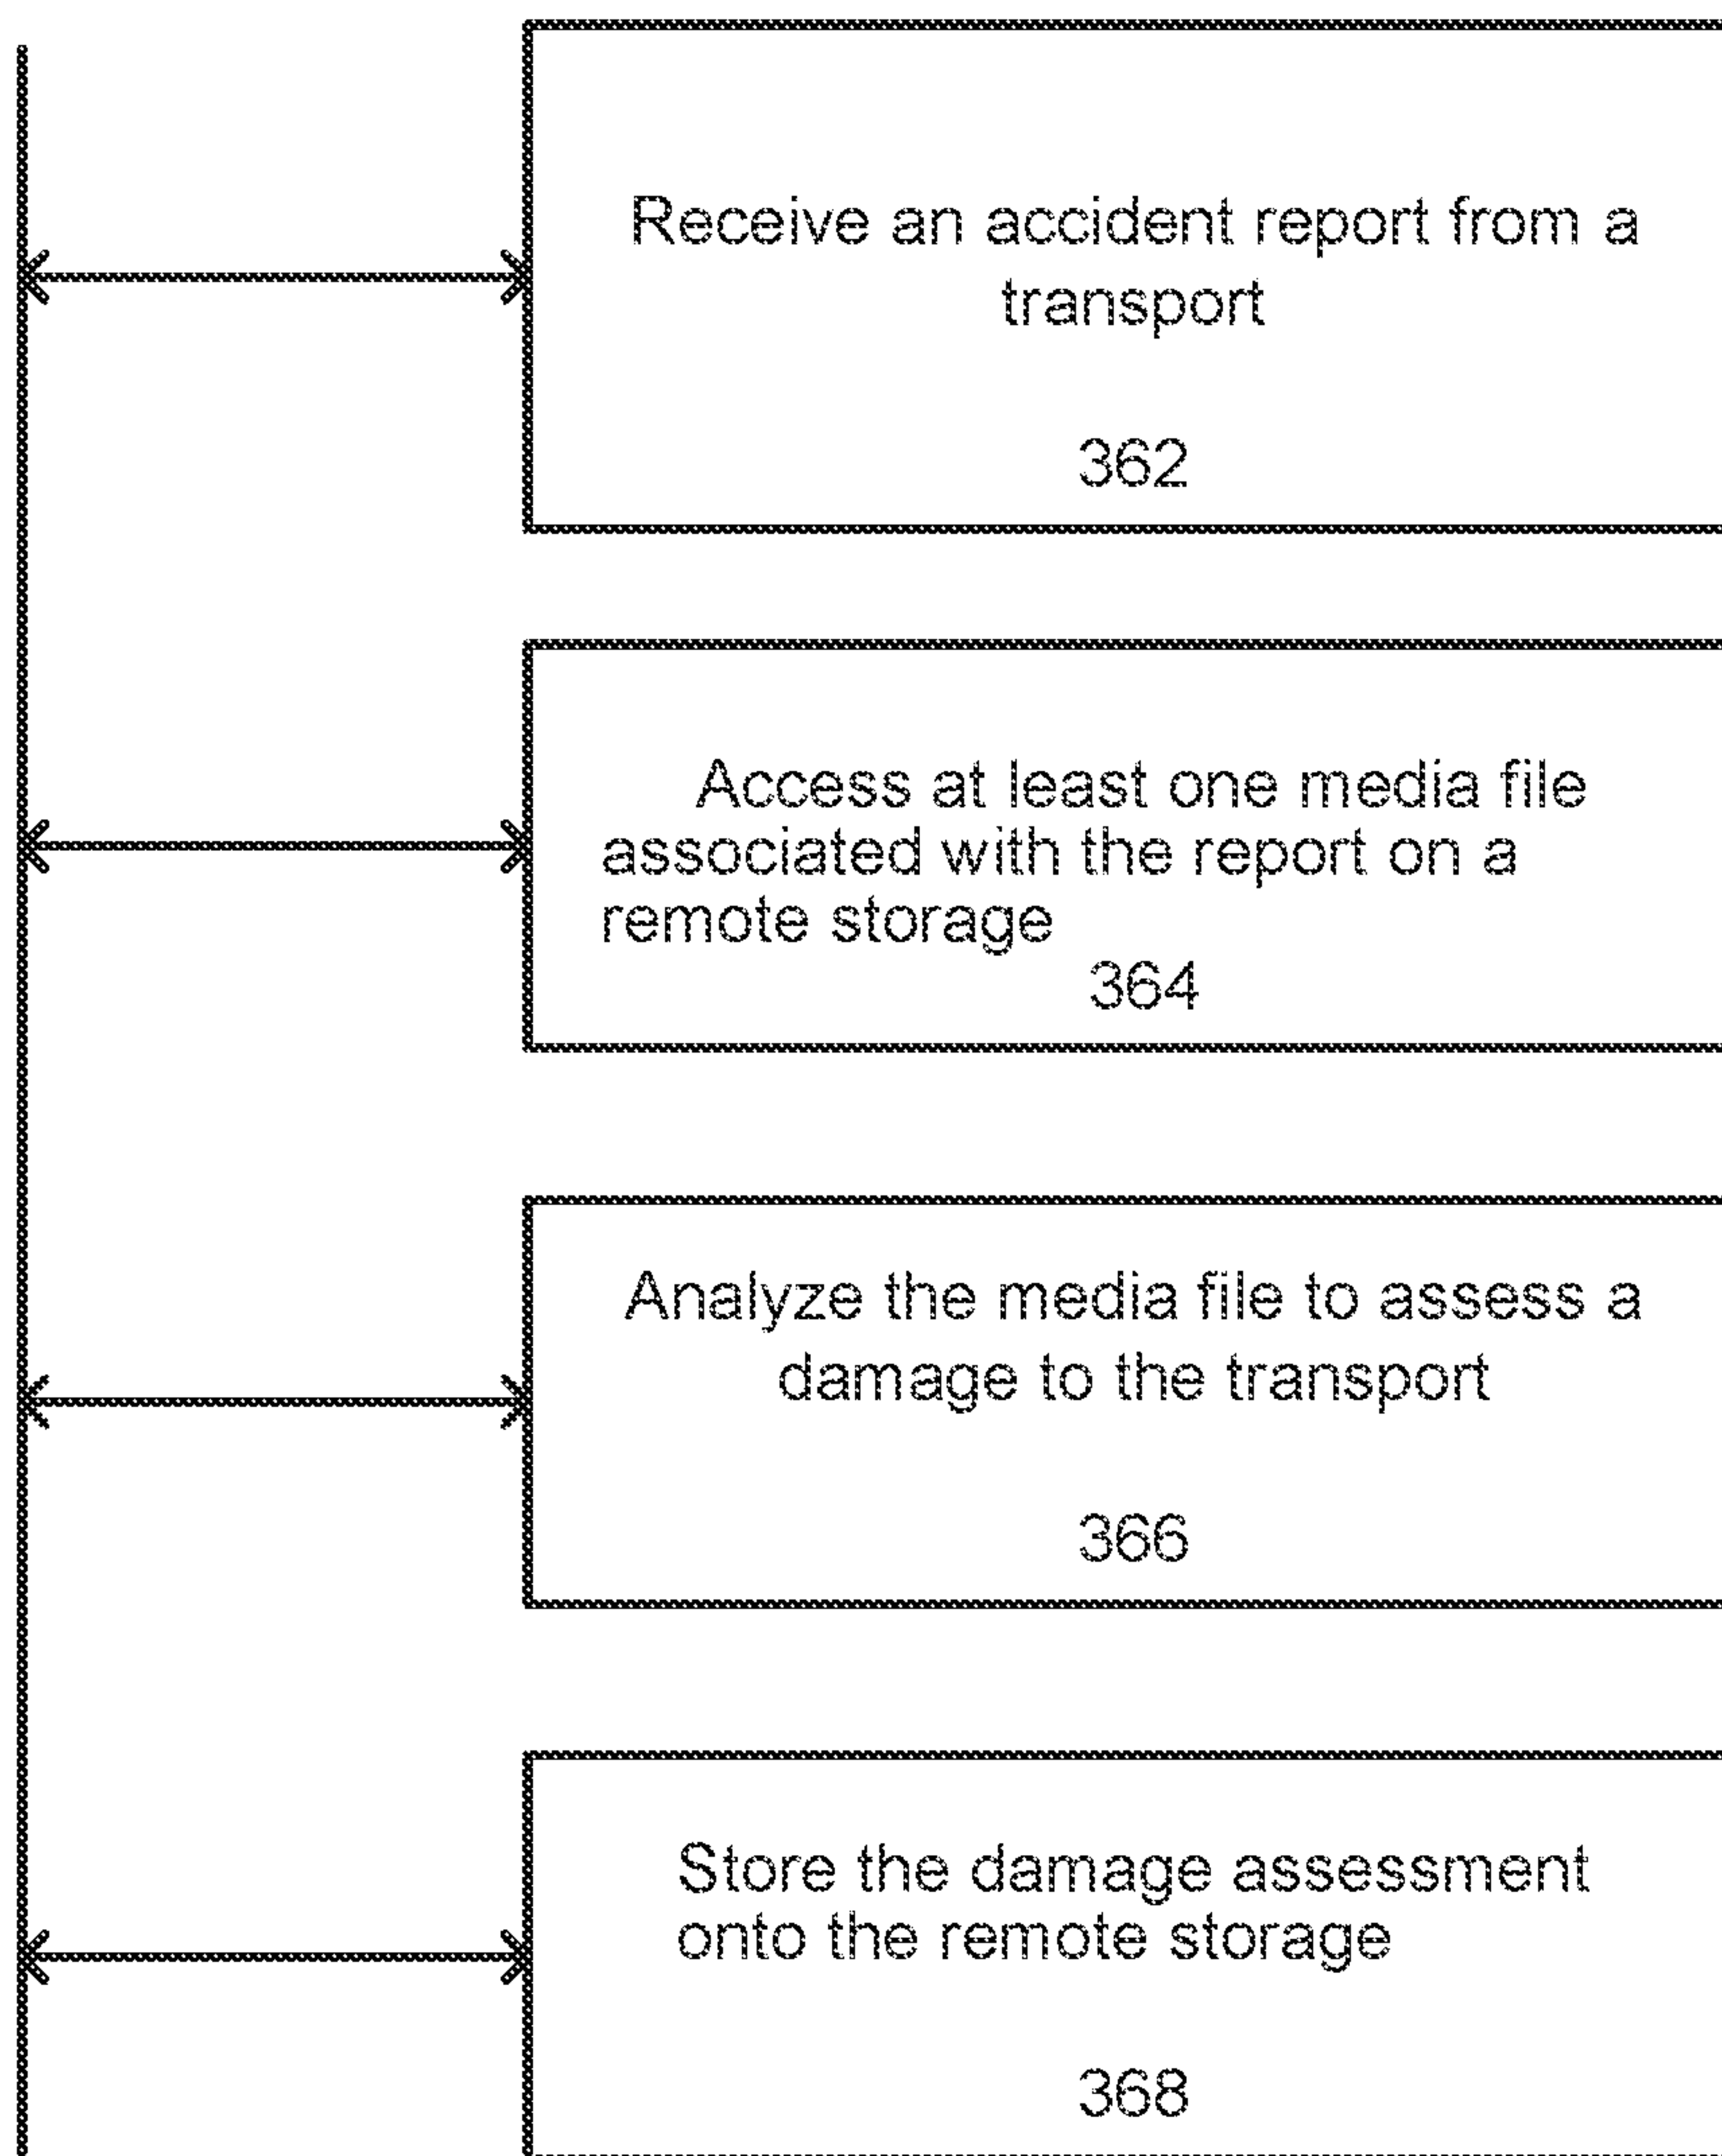 Receive an accident report from a
transport
362
Access at least one media file
associated with the report on a
remote storage
364
Analyze the media file to assess a
damage to the transport
366
Store the damage assessment
onto the remote storage
368